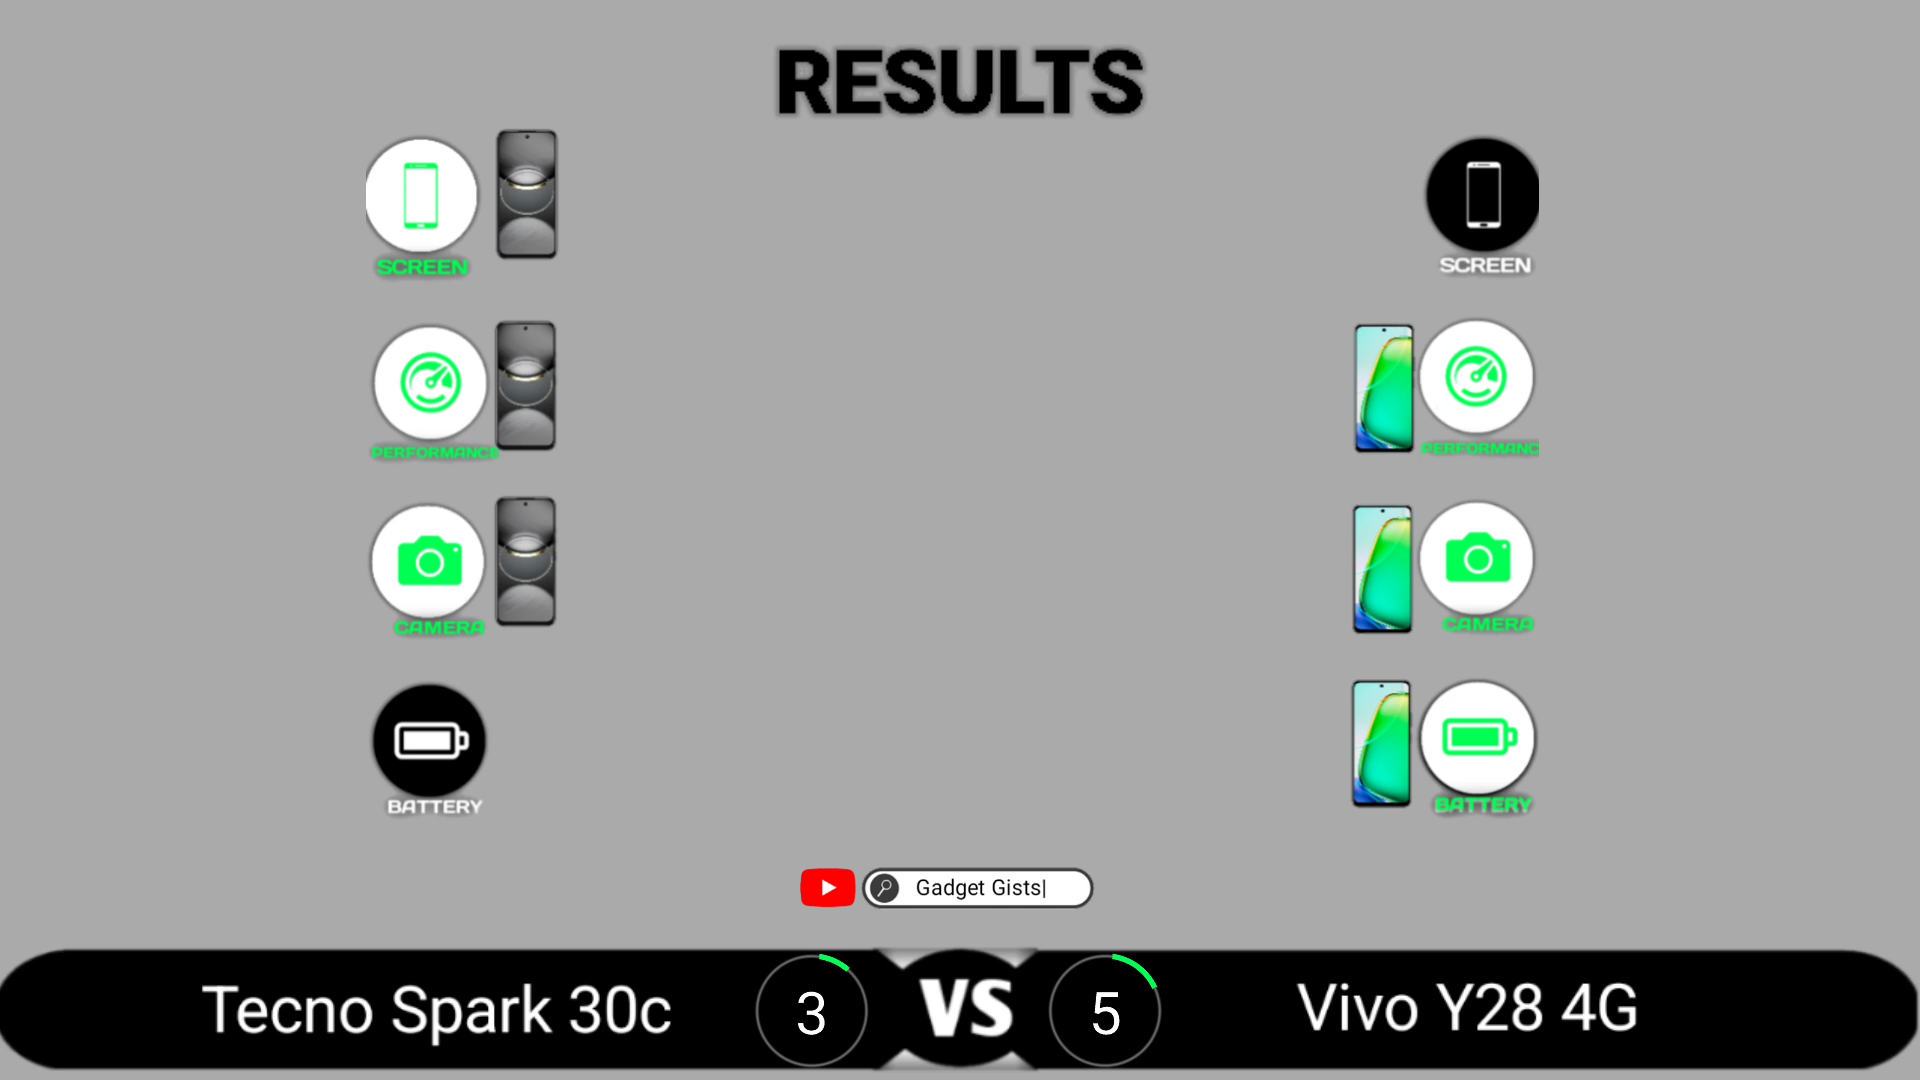 RESULTS
SCREEN
SCREEN
PERFORMANCE
PERFORMANC
CAMERA
CAMERA
BATTERY
BATTERY
Gadget Gists|
Tecno Spark 30c
3
VS
5
Vivo Y28 4G